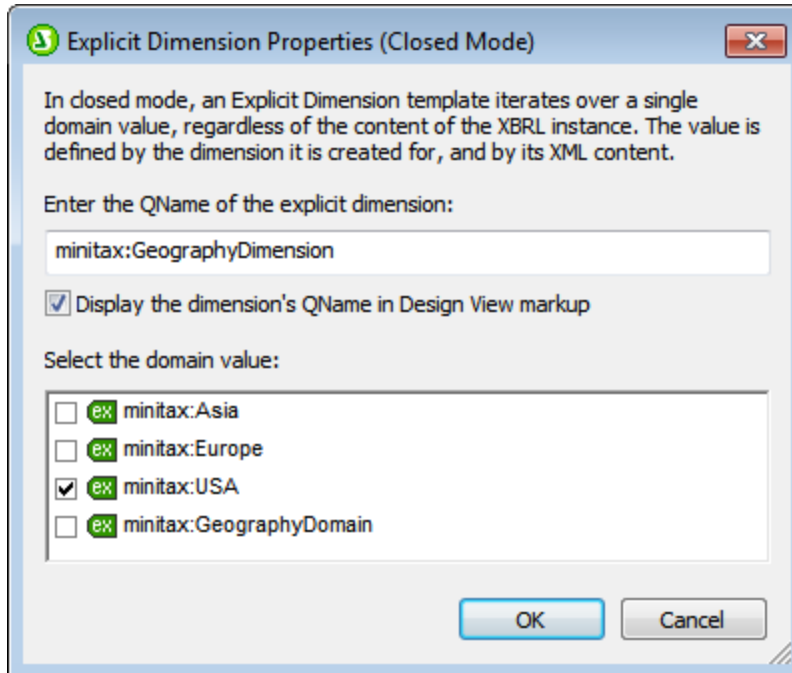 Explicit Dimension Properties (Closed Mode)
In closed mode, an Explicit Dimension template iterates over a single
domain value, regardless of the content of the XBRL instance. The value is
defined by the dimension it is created for, and by its XML content.
Enter the QName of the explicit dimension:
minitax:GeographyDimension
Display the dimension's QName in Design View markup
Select the domain value:
ex minitax:Asia
ex minitax:Europe
ex minitax:USA
ex minitax:GeographyDomain
OK Cancel